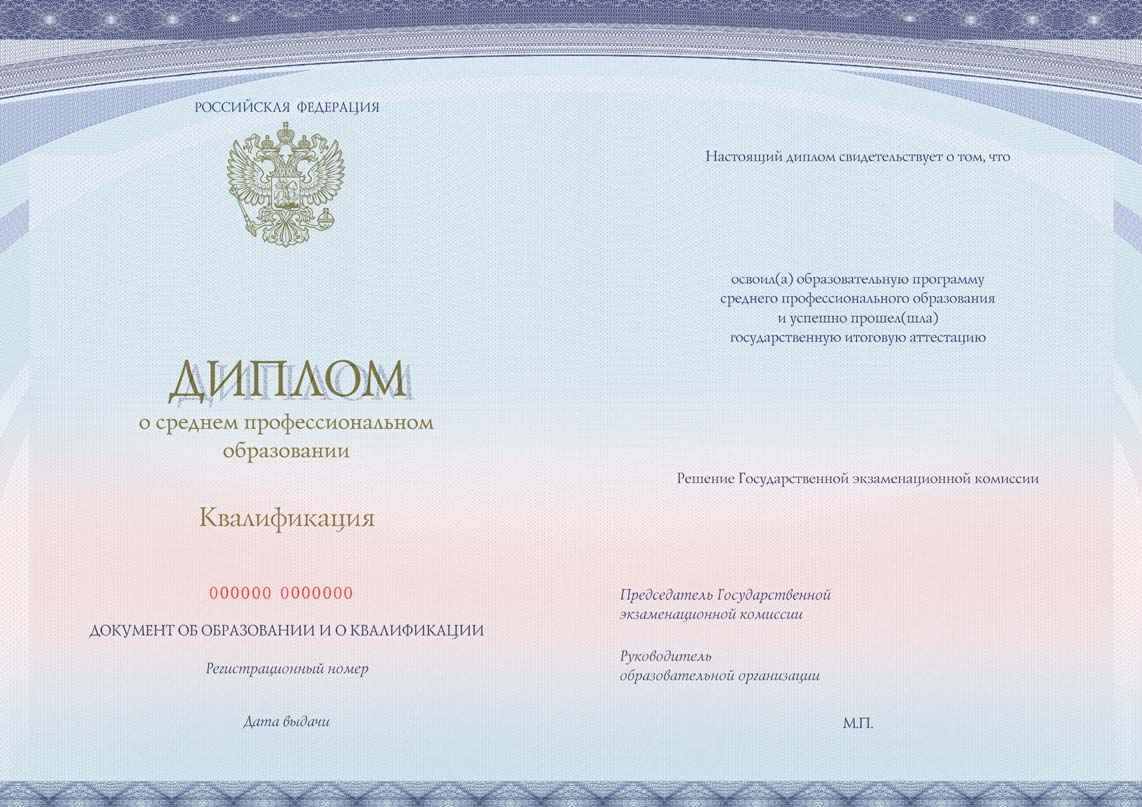 РОССИЙСКАЯ ФЕДЕРАЦИЯ
ДИПЛОМ
о среднем профессиональном
образовании
Квалификация
000000 0000000
ДОКУМЕНТ ОБ ОБРАЗОВАНИИ И О КВАЛИФИКАЦИИ
Регистрационный номер
Дата выдачи
Настоящий диплом свидетельствует о том, что
освоил(а) образовательную программу
среднего профессионального образования
и успешно прошел(шла)
государственную итоговую аттестацию
Решение Государственной экзаменационной комиссии
Председатель Государственной
экзаменационной комиссии
Руководитель
образовательной организации
М.П.